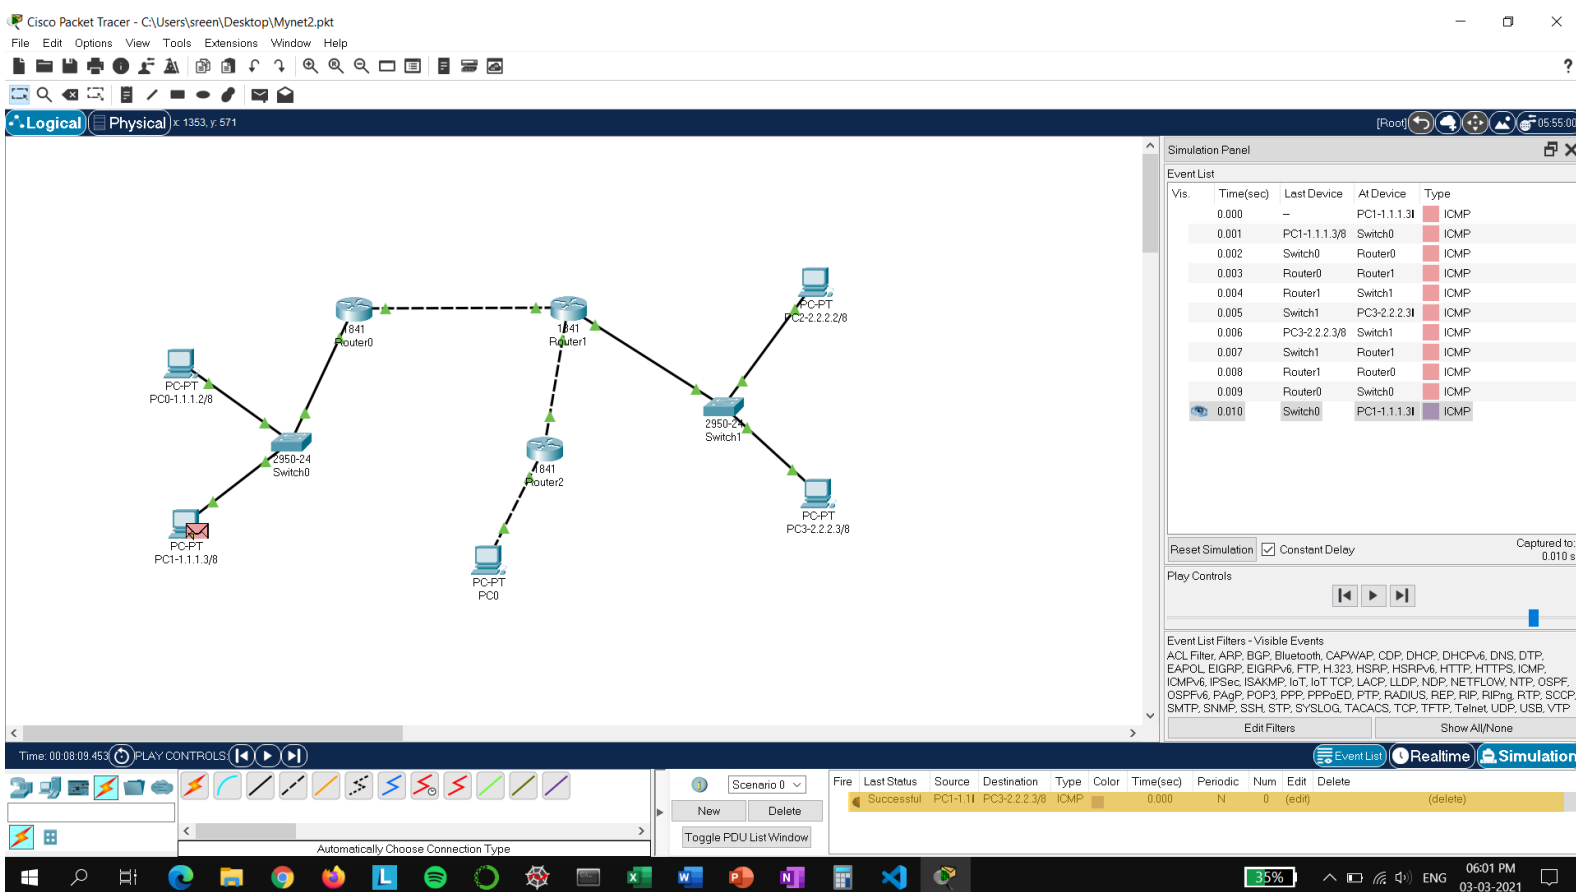 Cisco Packet Tracer - C:\Users\sreen\Desktop\Mynet2.pkt
File Edit Options View Tools Extensions Window Help
Logical Physical x: 1353, y: 571 [Root] 05:55:00
Simulation Panel
Event List
Vis. Time(sec) Last Device At Device Type
0.000 -- PC1-1.1.1.3/ ICMP
0.001 PC1-1.1.1.3/8 Switch0 ICMP
0.002 Switch0 Router0 ICMP
0.003 Router0 Router1 ICMP
0.004 Router1 Switch1 ICMP
0.005 Switch1 PC3-2.2.2.3/ ICMP
0.006 PC3-2.2.2.3/8 Switch1 ICMP
0.007 Switch1 Router1 ICMP
0.008 Router1 Router0 ICMP
0.009 Router0 Switch0 ICMP
0.010 Switch0 PC1-1.1.1.3/ ICMP
Reset Simulation Constant Delay Captured to:
0.010 s
Play Controls
Event List Filters - Visible Events
ACL Filter, ARP, BGP, Bluetooth, CAPWAP, CDP, DHCP, DHCPv6, DNS, DTP,
EAPOL, EIGRP, EIGRPv6, FTP, H.323, HSRP, HSRPv6, HTTP, HTTPS, ICMP,
ICMPv6, IPSec, ISAKMP, IoT, IoT TCP, LACP, LLDP, NDP, NETFLOW, NTP, OSPF,
OSPFv6, PAgP, POP3, PPP, PPPoED, PTP, RADIUS, REP, RIP, RIPng, RTP, SCCP,
SMTP, SNMP, SSH, STP, SYSLOG, TACACS, TCP, TFTP, Telnet, UDP, USB, VTP
Edit Filters Show All/None
PC-PT
PC2-2.2.2.2/8
1841
Router0
1841
Router1
PC-PT
PC0-1.1.1.2/8
2950-24
Switch1
2950-24
Switch0
1841
Router2
PC-PT
PC3-2.2.2.3/8
PC-PT
PC1-1.1.1.3/8
PC-PT
PC0
Time: 00:08:09.453 PLAY CONTROLS: Event List Realtime Simulation
Scenario 0
New Delete
Toggle PDU List Window
Fire Last Status Source Destination Type Color Time(sec) Periodic Num Edit Delete
Successful PC1-1.1 PC3-2.2.2.3/8 ICMP 0.000 N 0 (edit) (delete)
Automatically Choose Connection Type
35% ENG 06:01 PM
03-03-2021